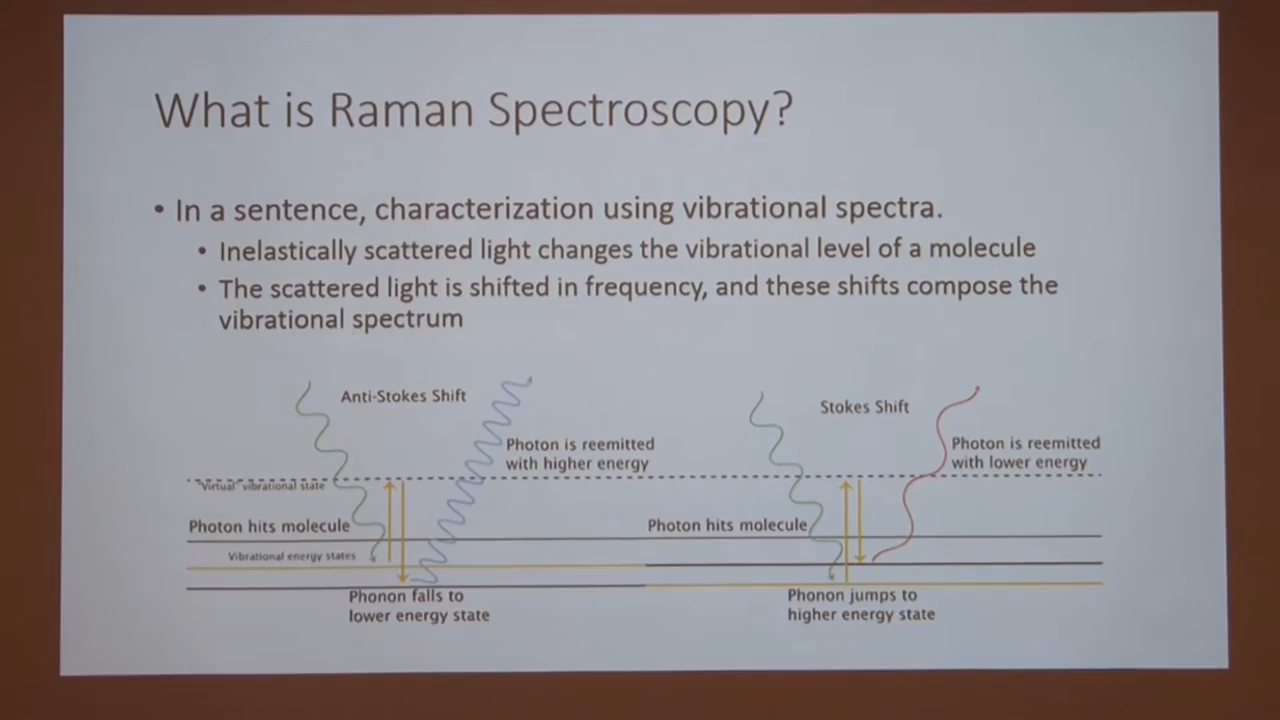 What is Raman Spectroscopy?
• In a sentence, characterization using vibrational spectra.
• Inelastically scattered light changes the vibrational level of a molecule
• The scattered light is shifted in frequency, and these shifts compose the
vibrational spectrum
Anti-Stokes Shift
Photon is reemitted
with higher energy
"Virtual" vibrational state
Photon hits molecule
Vibrational energy states
Phonon falls to
lower energy state
Stokes Shift
Photon is reemitted
with lower energy
Photon hits molecule
Phonon jumps to
higher energy state